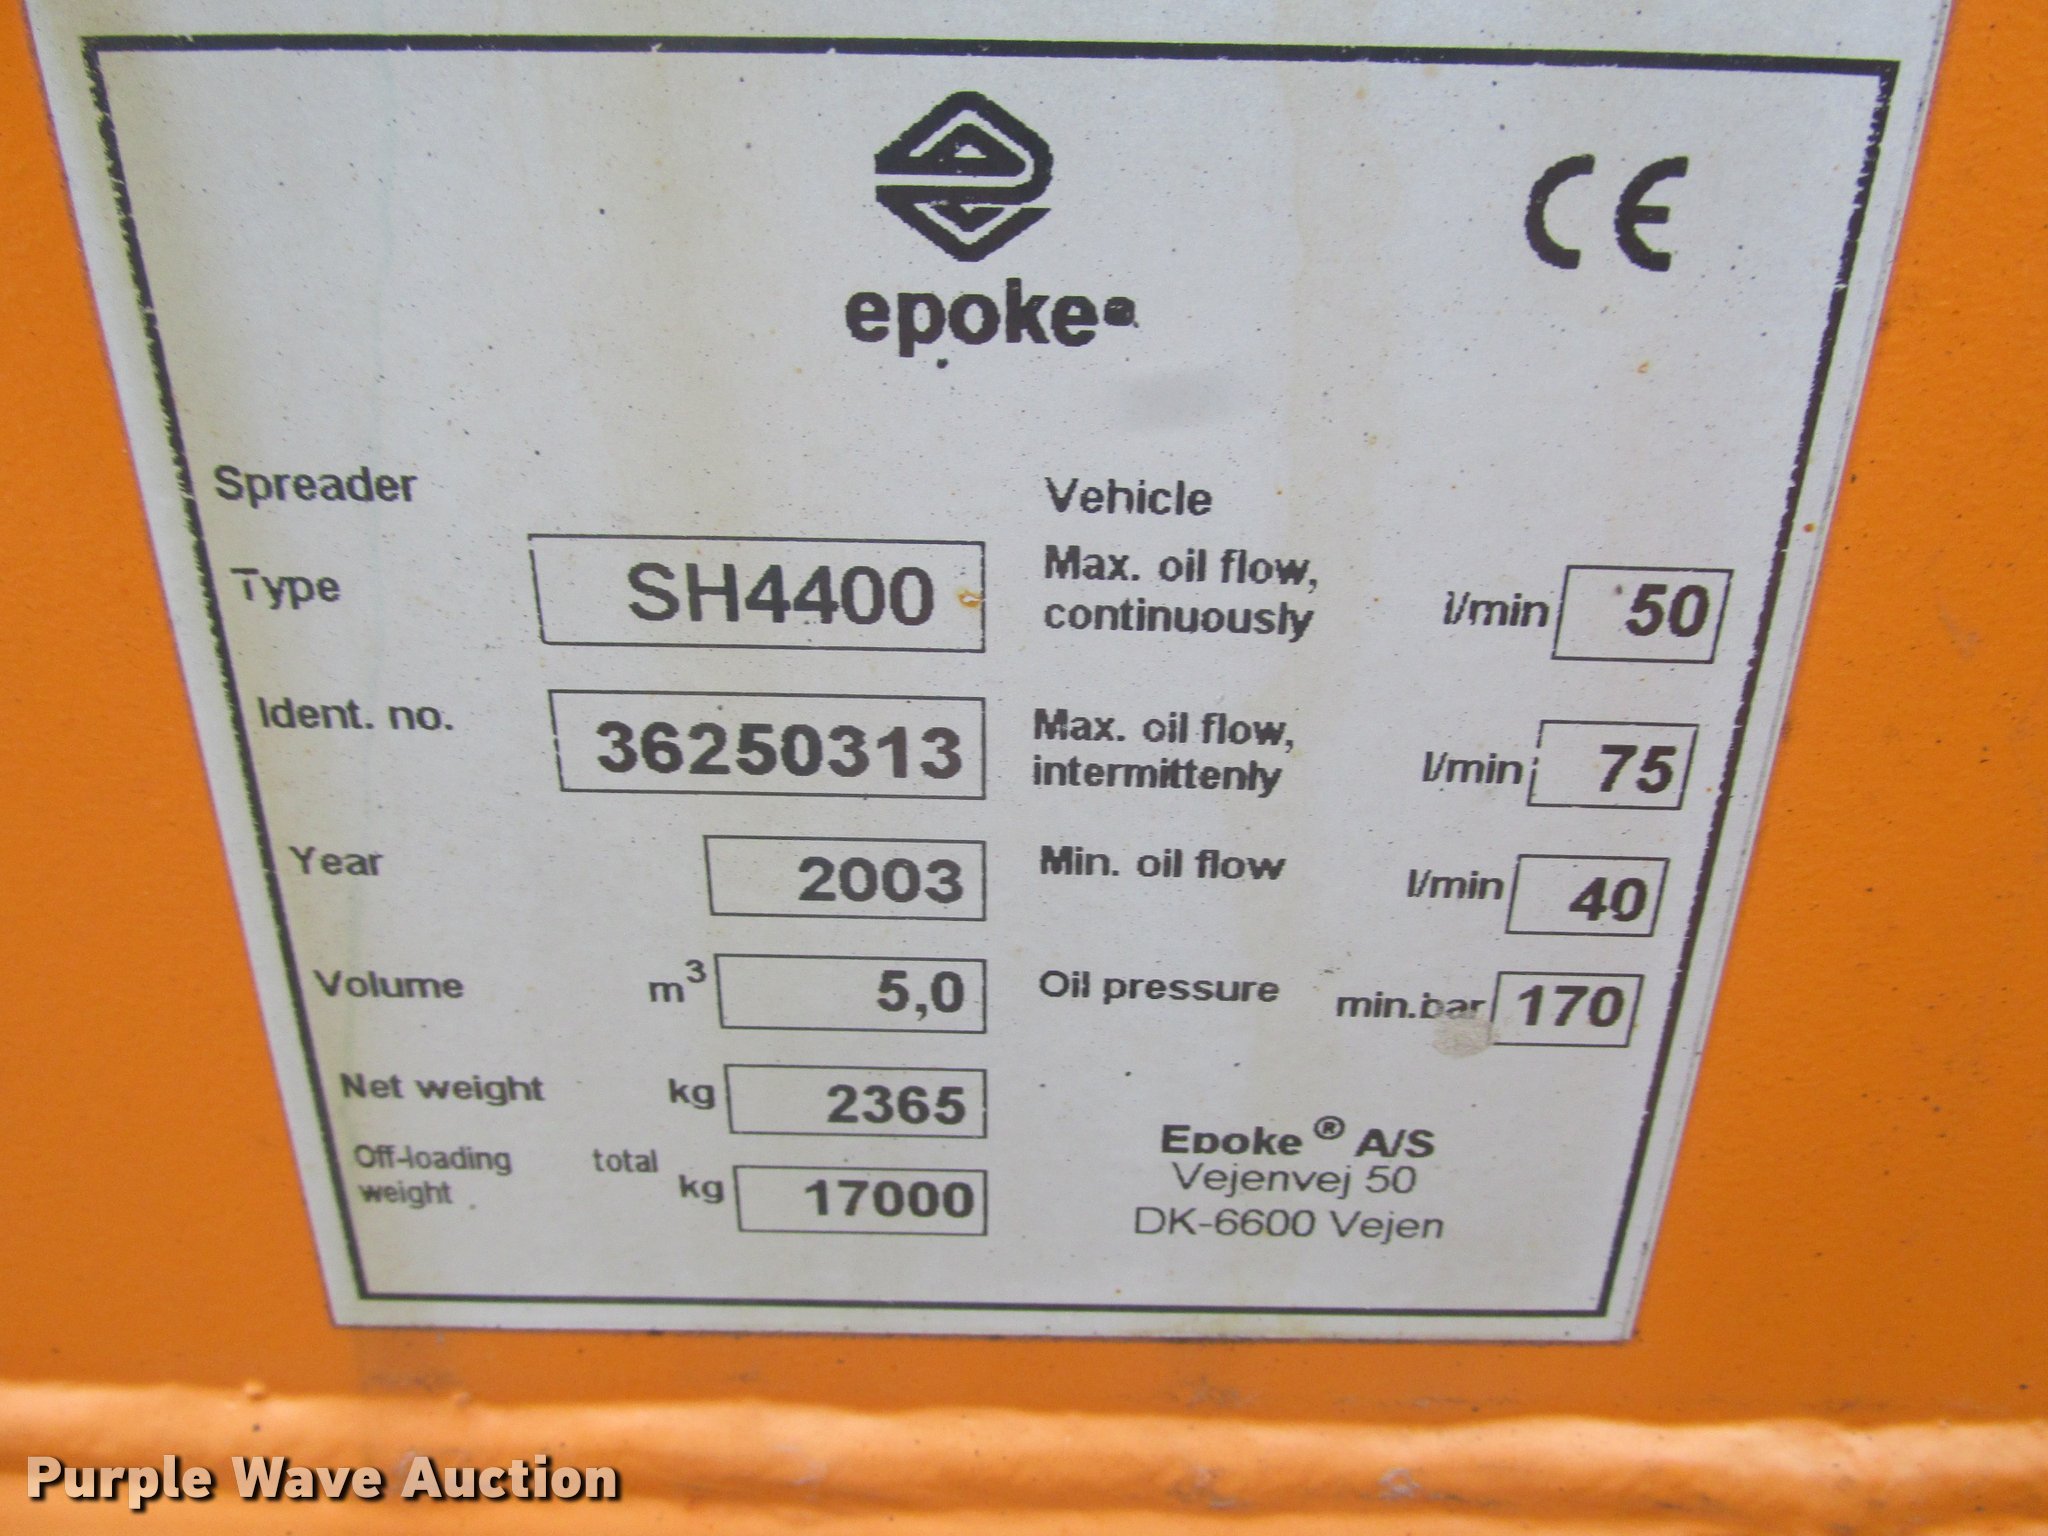 epoke®
CE
Spreader
Type SH4400
Ident. no. 36250313
Year 2003
Volume m³ 5,0
Net weight kg 2365
Off-loading total
weight kg 17000
Vehicle
Max. oil flow,
continuously l/min 50
Max. oil flow,
intermittenly l/min 75
Min. oil flow l/min 40
Oil pressure min.bar 170
Epoke® A/S
Vejenvej 50
DK-6600 Vejen
Purple Wave Auction